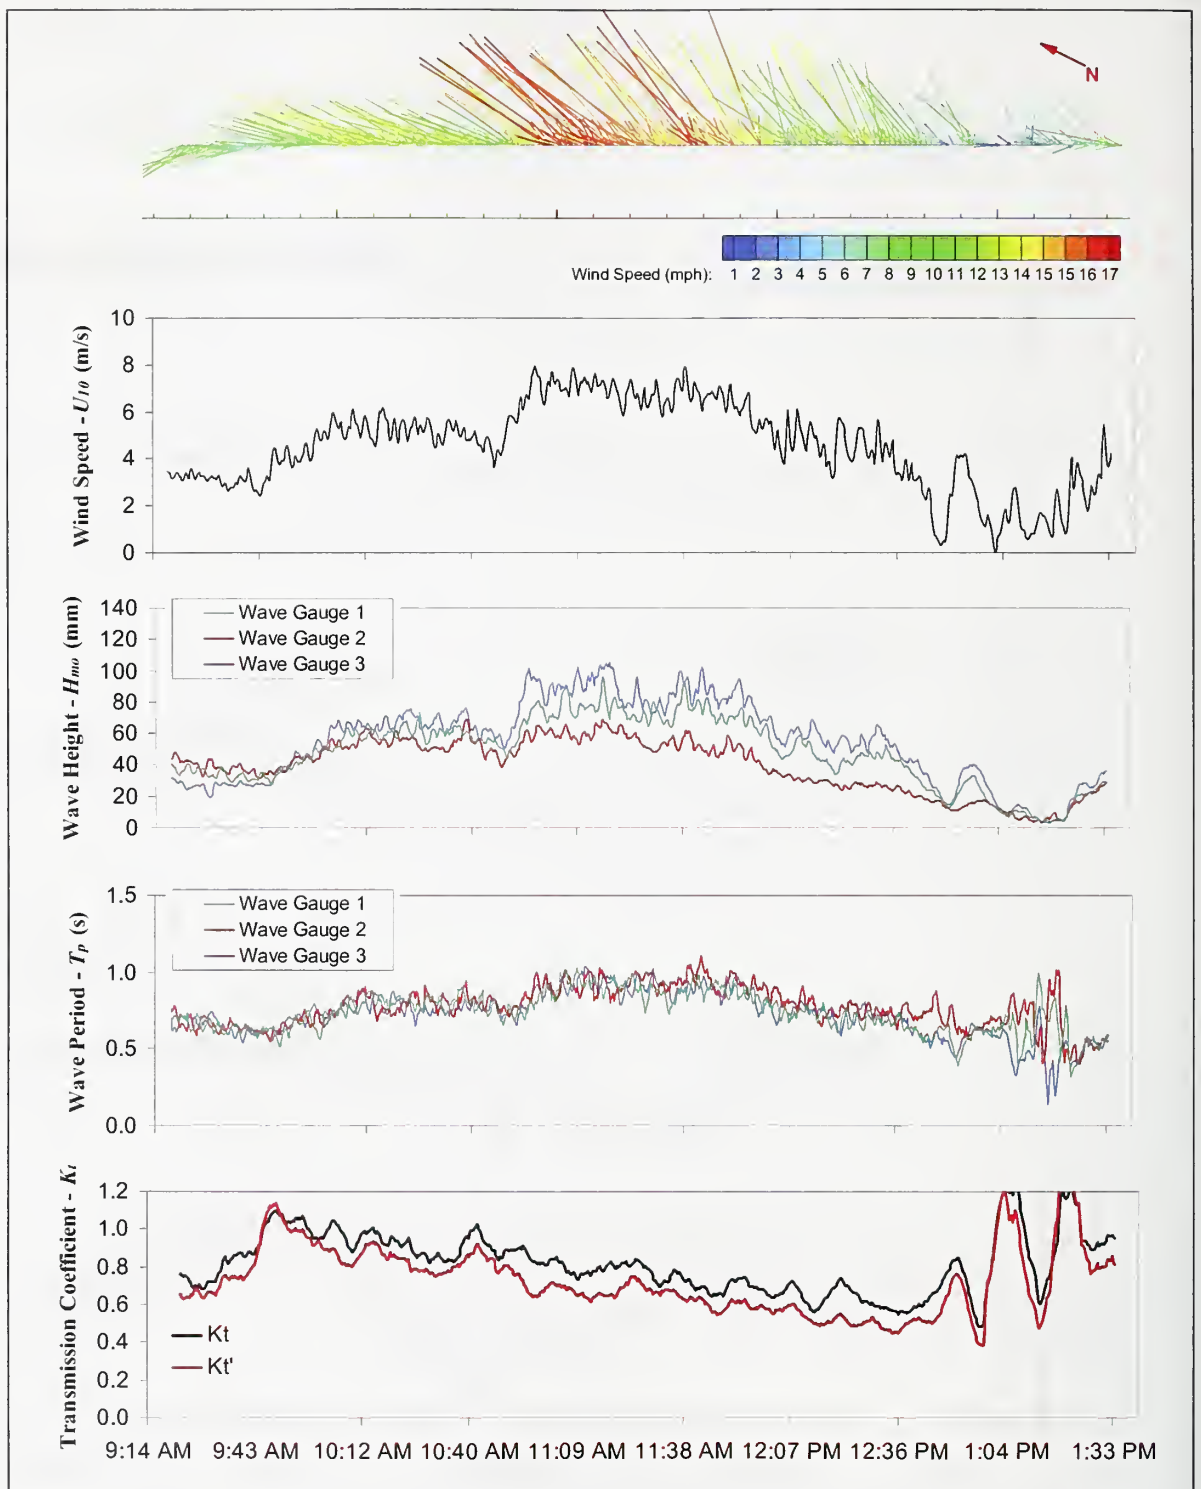 N
Wind Speed (mph): 1 2 3 4 5 6 7 8 9 10 11 12 13 14 15 15 16 17
Wind Speed - U10 (m/s)
10
8
6
4
2
0
Wave Height - Hmo (mm)
140
120
100
80
60
40
20
0
Wave Gauge 1
Wave Gauge 2
Wave Gauge 3
Wave Period - Tp (s)
1.5
1.0
0.5
0.0
Wave Gauge 1
Wave Gauge 2
Wave Gauge 3
Transmission Coefficient - Kt
1.2
1.0
0.8
0.6
0.4
0.2
0.0
Kt
Kt'
9:14 AM 9:43 AM 10:12 AM 10:40 AM 11:09 AM 11:38 AM 12:07 PM 12:36 PM 1:04 PM 1:33 PM